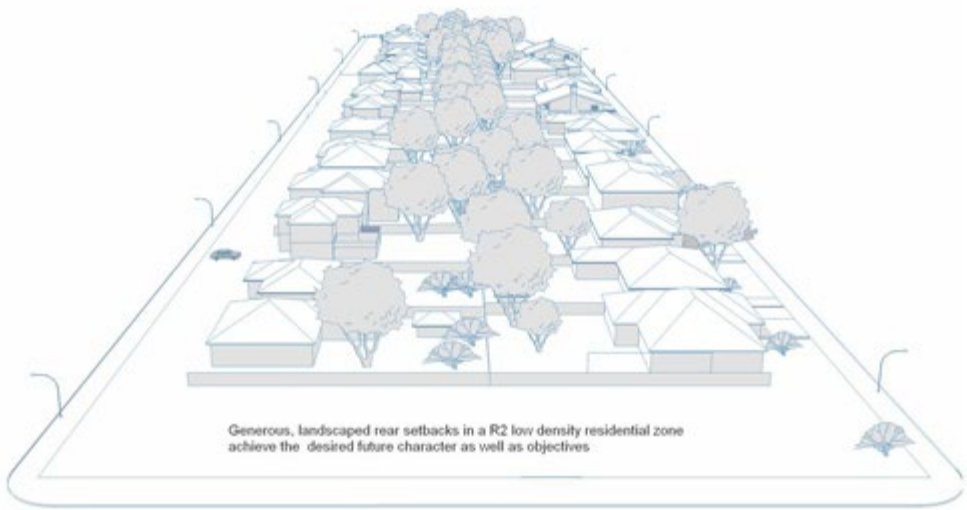 Generous, landscaped rear setbacks in a R2 low density residential zone
achieve the desired future character as well as objectives